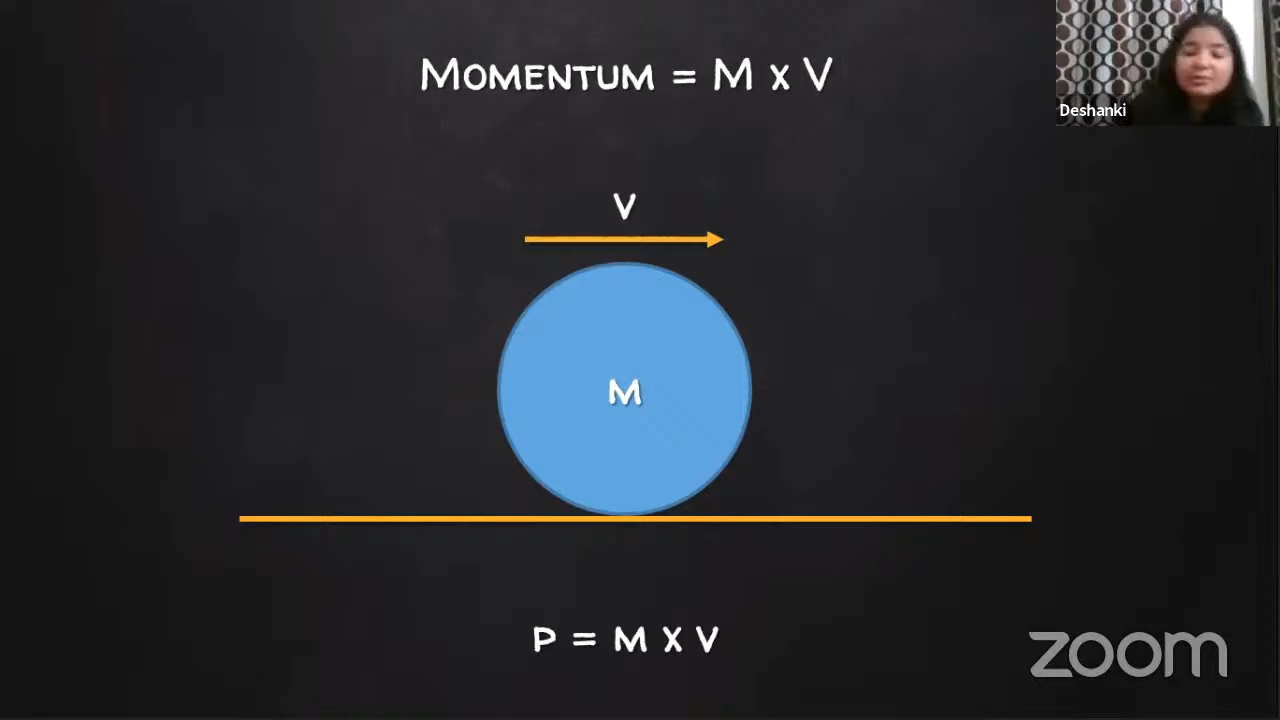 MOMENTUM = M x V
Deshanki
V
M
P = M X V
zoom